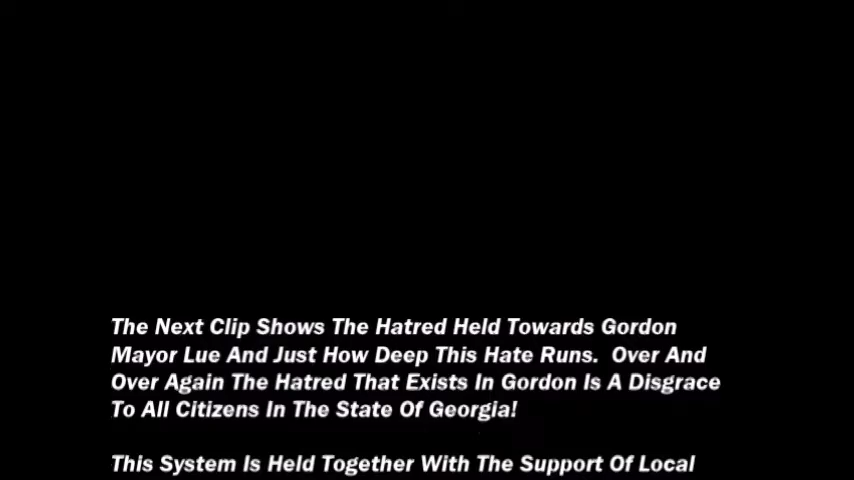 The Next Clip Shows The Hatred Held Towards Gordon
Mayor Lue And Just How Deep This Hate Runs.  Over And
Over Again The Hatred That Exists In Gordon Is A Disgrace
To All Citizens In The State Of Georgia!
This System Is Held Together With The Support Of Local